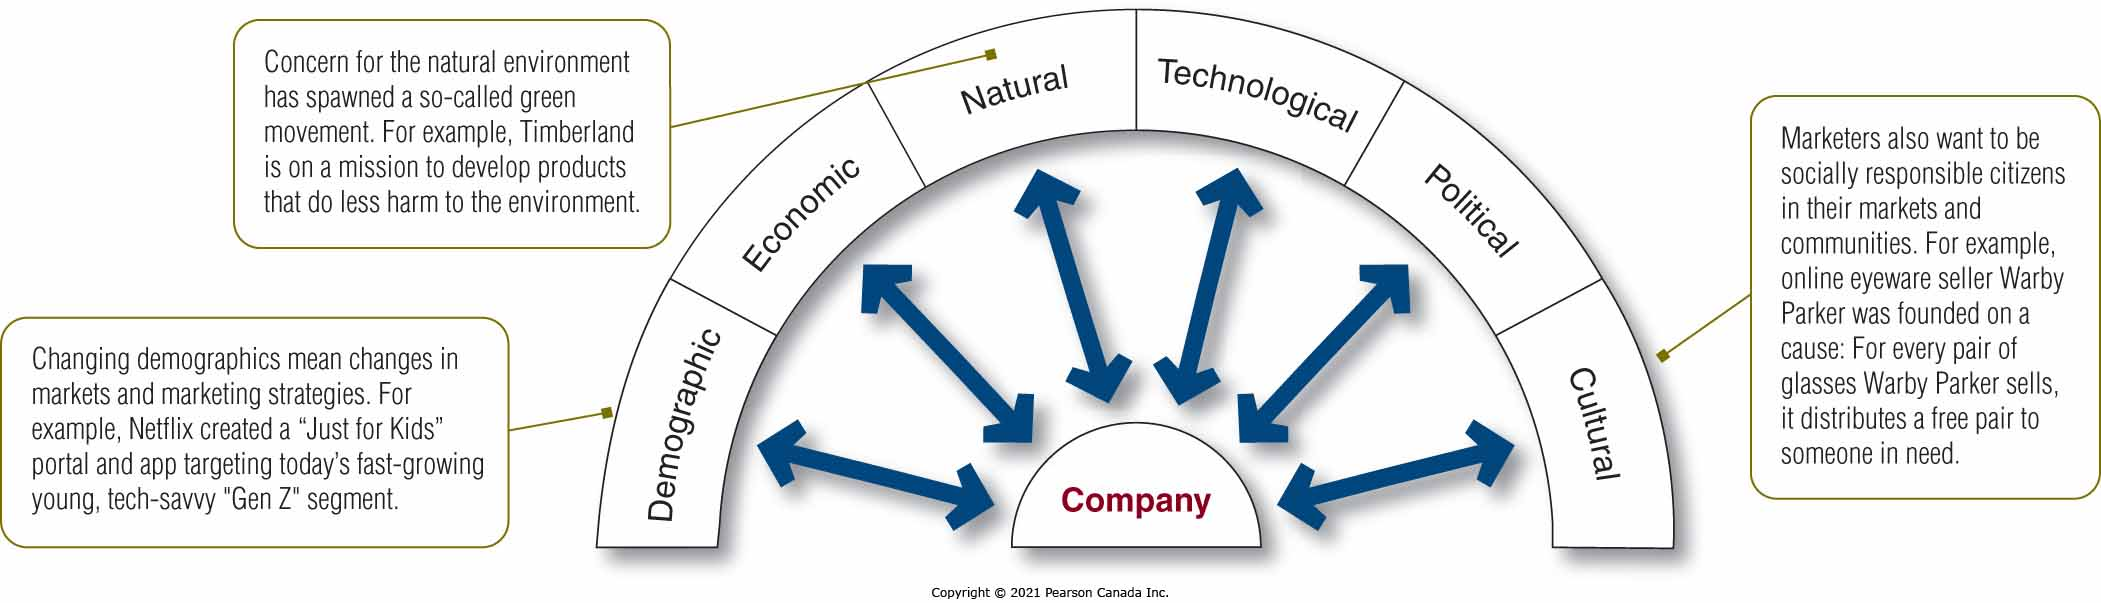 Concern for the natural environment
has spawned a so-called green
movement. For example, Timberland
is on a mission to develop products
that do less harm to the environment.
Changing demographics mean changes in
markets and marketing strategies. For
example, Netflix created a “Just for Kids”
portal and app targeting today’s fast-growing
young, tech-savvy "Gen Z" segment.
Demographic
Economic
Natural
Technological
Political
Cultural
Company
Marketers also want to be
socially responsible citizens
in their markets and
communities. For example,
online eyeware seller Warby
Parker was founded on a
cause: For every pair of
glasses Warby Parker sells,
it distributes a free pair to
someone in need.
Copyright © 2021 Pearson Canada Inc.